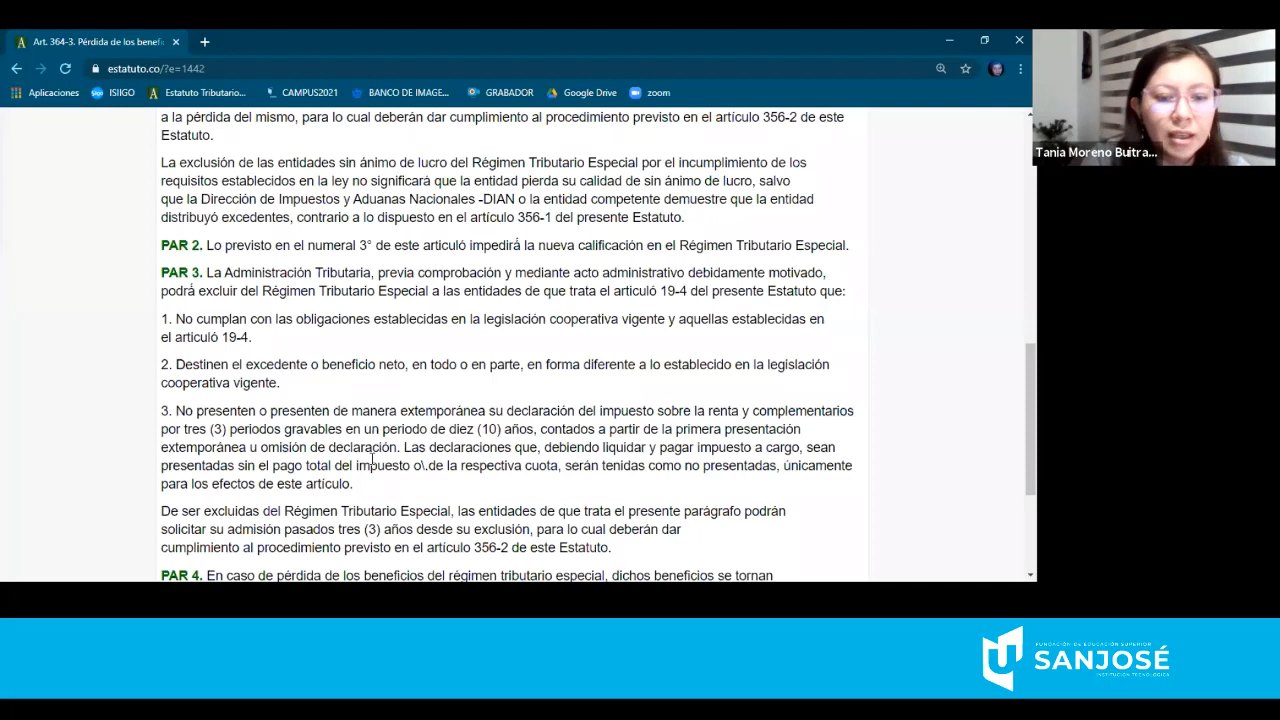 Art. 364-3. Pérdida de los benefi
estatuto.co/?e=1442
Aplicaciones
SIIGO
Estatuto Tributario...
CAMPUS2021
BANCO DE IMAGE...
GRABADOR
Google Drive
zoom
Tania Moreno Buitra...
a la pérdida del mismo, para lo cual deberán dar cumplimiento al procedimiento previsto en el artículo 356-2 de este
Estatuto.
La exclusión de las entidades sin ánimo de lucro del Régimen Tributario Especial por el incumplimiento de los
requisitos establecidos en la ley no significará que la entidad pierda su calidad de sin ánimo de lucro, salvo
que la Dirección de Impuestos y Aduanas Nacionales -DIAN o la entidad competente demuestre que la entidad
distribuyó excedentes, contrario a lo dispuesto en el artículo 356-1 del presente Estatuto.
PAR 2. Lo previsto en el numeral 3° de este articuló impedirá la nueva calificación en el Régimen Tributario Especial.
PAR 3. La Administración Tributaria, previa comprobación y mediante acto administrativo debidamente motivado,
podrá excluir del Régimen Tributario Especial a las entidades de que trata el articuló 19-4 del presente Estatuto que:
1. No cumplan con las obligaciones establecidas en la legislación cooperativa vigente y aquellas establecidas en
el articuló 19-4.
2. Destinen el excedente o beneficio neto, en todo o en parte, en forma diferente a lo establecido en la legislación
cooperativa vigente.
3. No presenten o presenten de manera extemporánea su declaración del impuesto sobre la renta y complementarios
por tres (3) periodos gravables en un periodo de diez (10) años, contados a partir de la primera presentación
extemporánea u omisión de declaración. Las declaraciones que, debiendo liquidar y pagar impuesto a cargo, sean
presentadas sin el pago total del impuesto o\.de la respectiva cuota, serán tenidas como no presentadas, únicamente
para los efectos de este artículo.
De ser excluidas del Régimen Tributario Especial, las entidades de que trata el presente parágrafo podrán
solicitar su admisión pasados tres (3) años desde su exclusión, para lo cual deberán dar
cumplimiento al procedimiento previsto en el artículo 356-2 de este Estatuto.
PAR 4. En caso de pérdida de los beneficios del régimen tributario especial, dichos beneficios se tornan
FUNDACIÓN DE EDUCACIÓN SUPERIOR
SANJOSÉ
INSTITUCIÓN TECNOLÓGICA